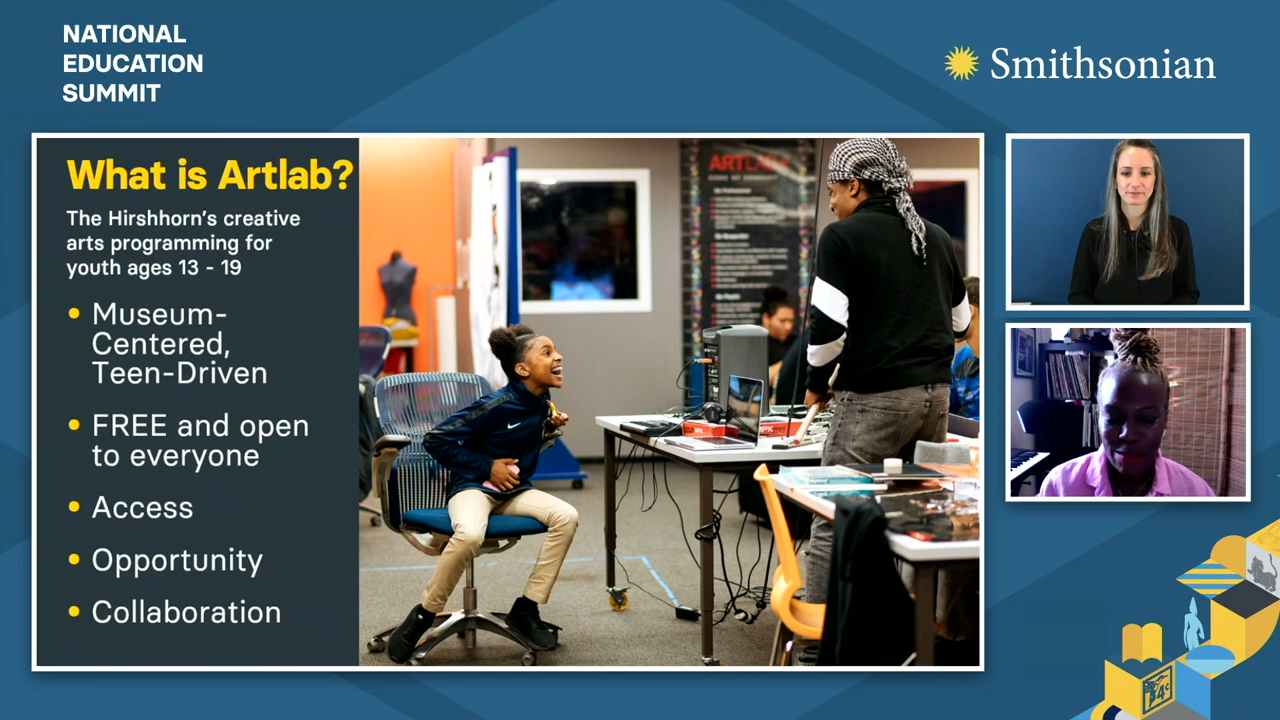 NATIONAL
EDUCATION
SUMMIT
Smithsonian
What is Artlab?
The Hirshhorn's creative
arts programming for
youth ages 13 - 19
• Museum-
Centered,
Teen-Driven
• FREE and open
to everyone
• Access
• Opportunity
• Collaboration
ARTLAB+
4c